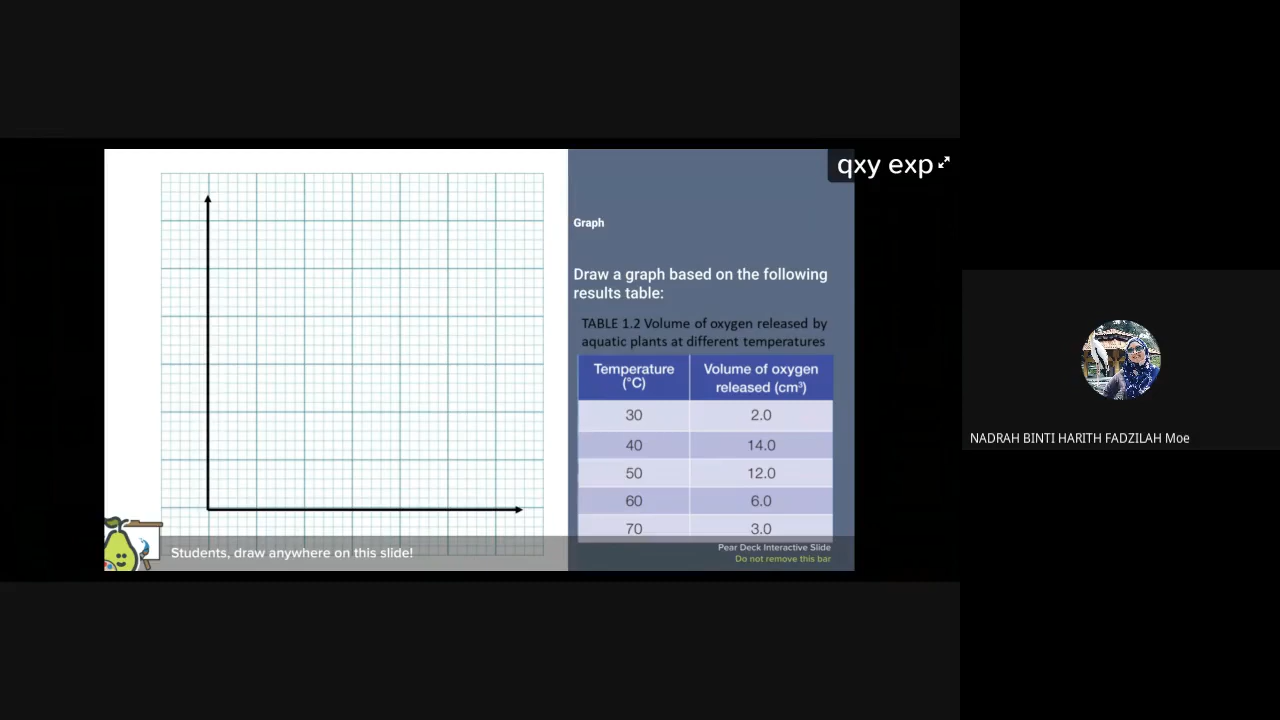 qxy exp
Graph
Draw a graph based on the following
results table:
TABLE 1.2 Volume of oxygen released by
aquatic plants at different temperatures
Temperature (°C) Volume of oxygen released (cm³)
30 2.0
40 14.0
50 12.0
60 6.0
70 3.0
Students, draw anywhere on this slide!
Pear Deck Interactive Slide
Do not remove this bar
NADRAH BINTI HARITH FADZILAH Moe